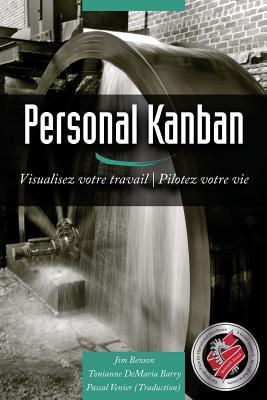 Personal Kanban
Visualisez votre travail | Pilotez votre vie
Jim Benson
Tonianne DeMaria Barry
Pascal Venier (Traduction)